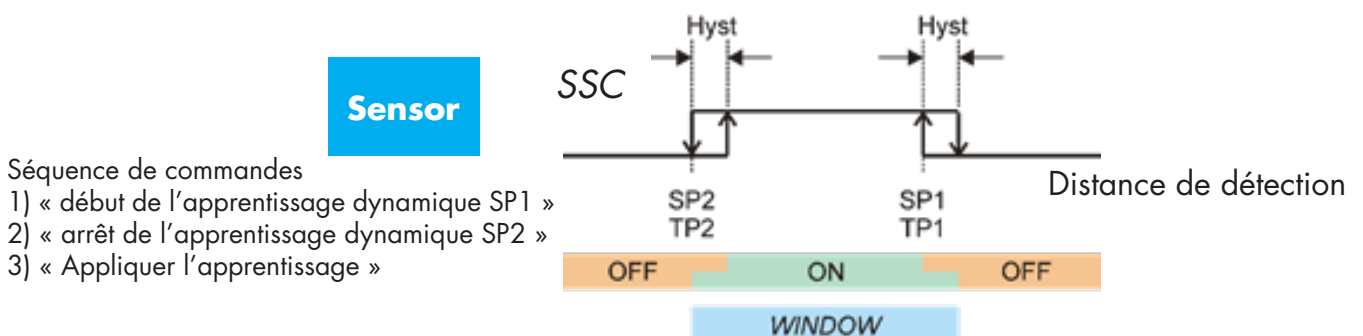 Hyst Hyst
SSC
Sensor
Séquence de commandes
1) « début de l’apprentissage dynamique SP1 »
2) « arrêt de l’apprentissage dynamique SP2 »
3) « Appliquer l’apprentissage »
SP2 SP1
TP2 TP1
Distance de détection
OFF ON OFF
WINDOW